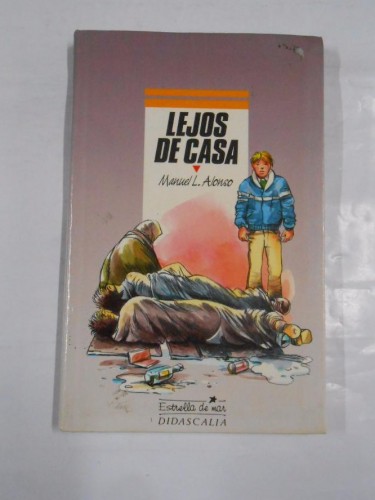 LEJOS
DE CASA
Manuel L. Alonso
Estrella de mar
DIDASCALIA